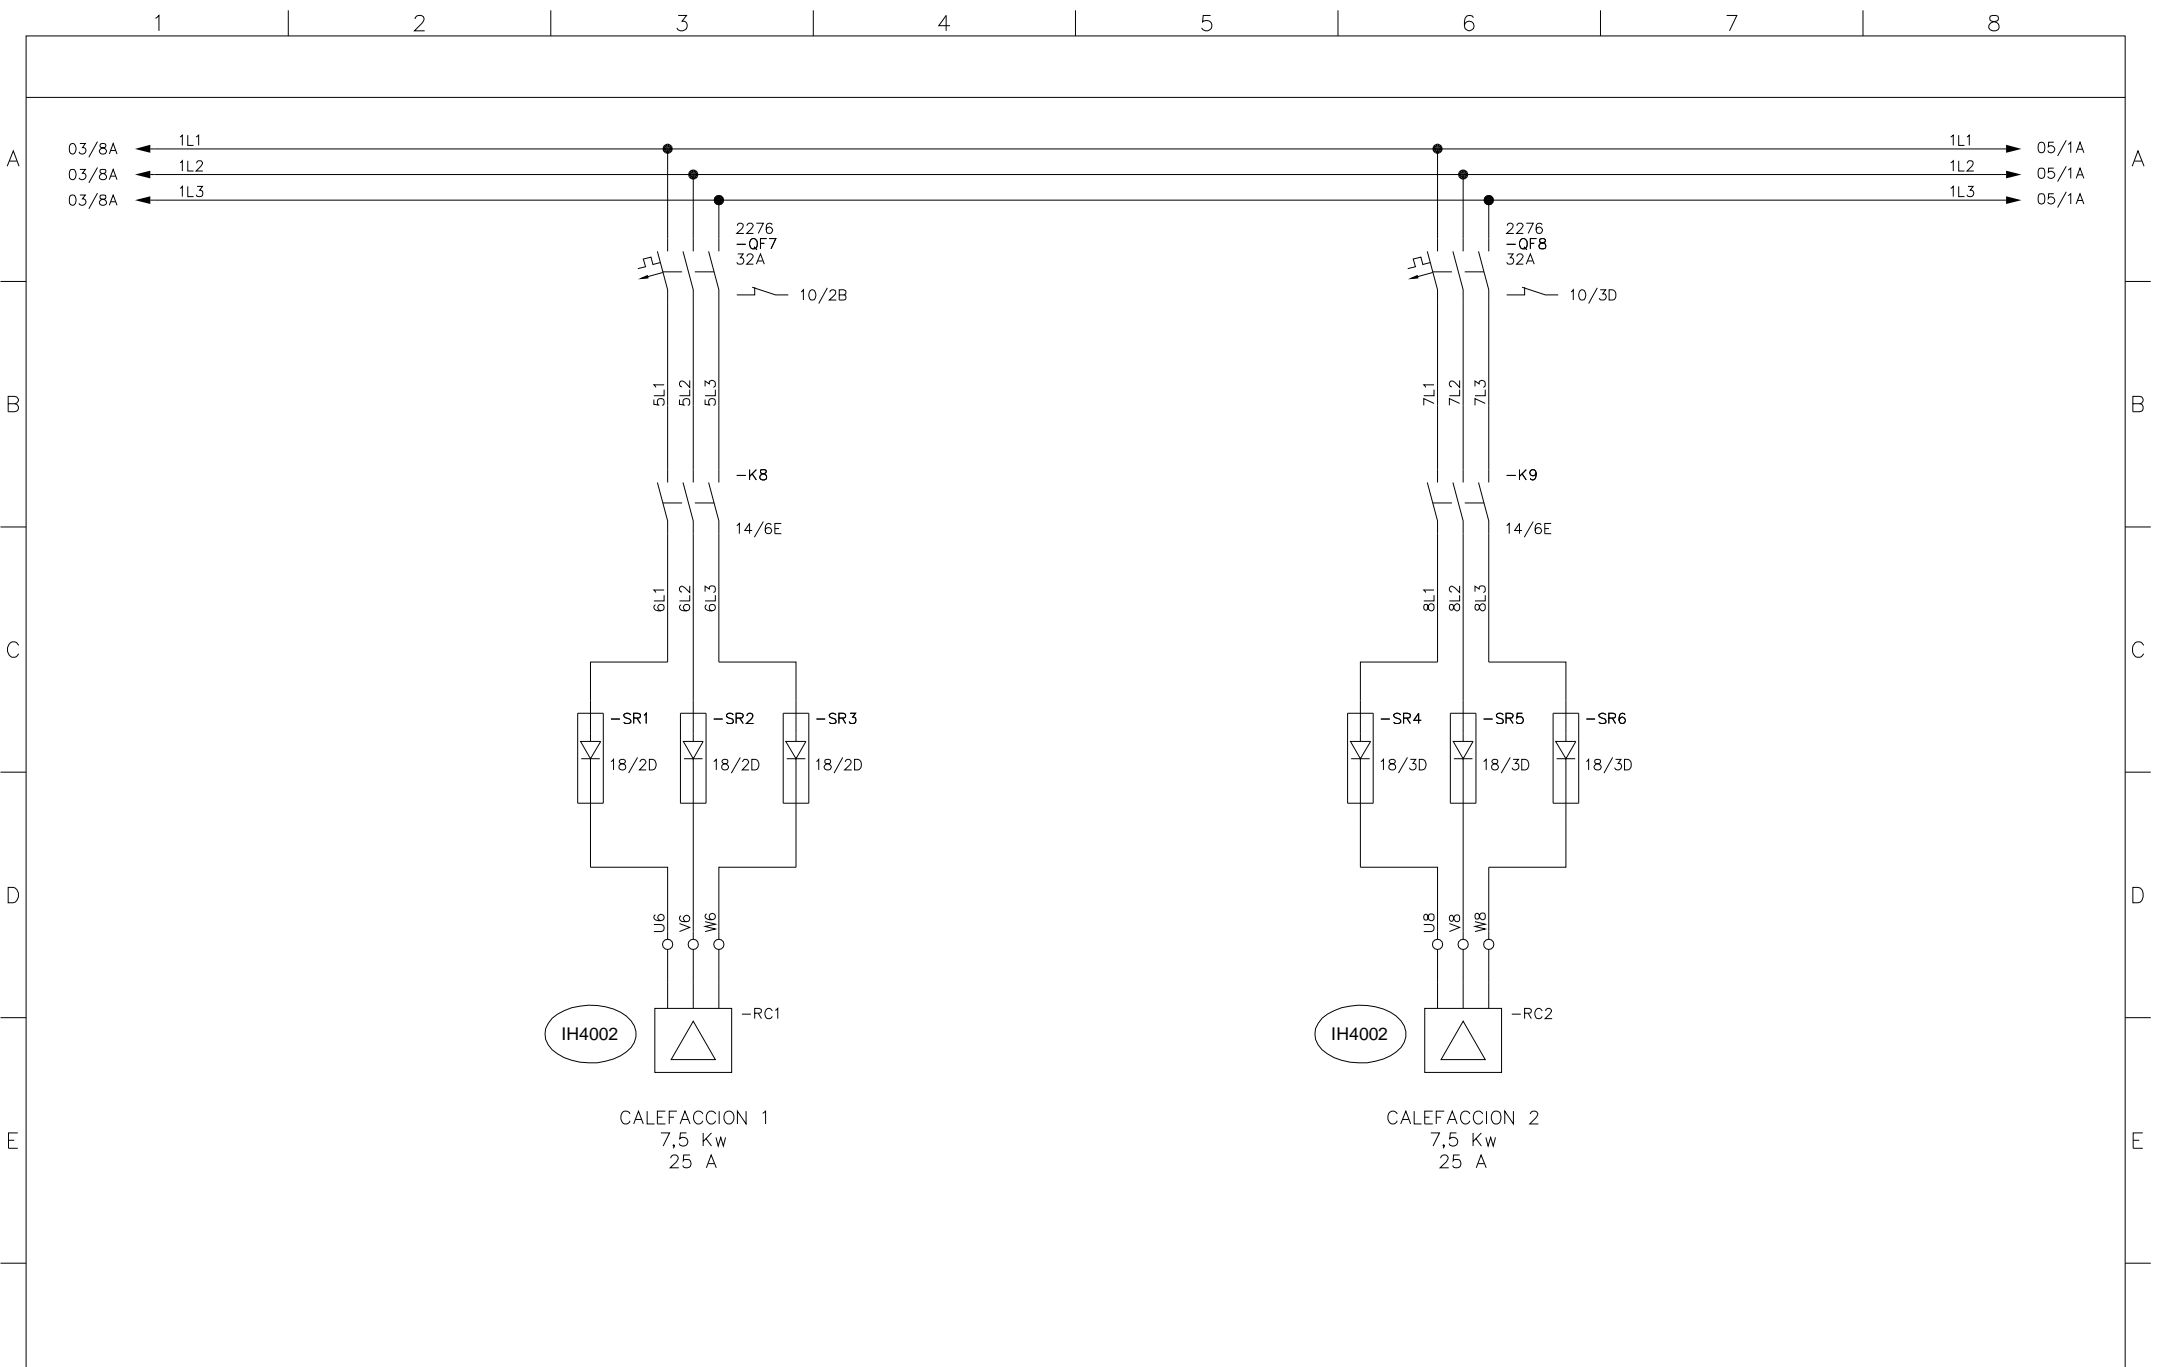 1 2 3 4 5 6 7 8
A A
03/8A 1L1 1L1 05/1A
03/8A 1L2 1L2 05/1A
03/8A 1L3 1L3 05/1A
2276 2276
-QF7 -QF8
32A 32A
10/2B 10/3D
5L1 5L2 5L3 7L1 7L2 7L3
B B
-K8 -K9
14/6E 14/6E
6L1 6L2 6L3 8L1 8L2 8L3
C C
-SR1 -SR2 -SR3 -SR4 -SR5 -SR6
18/2D 18/2D 18/2D 18/3D 18/3D 18/3D
D D
U6 V6 W6 U8 V8 W8
-RC1 -RC2
IH4002 IH4002
CALEFACCION 1 CALEFACCION 2
E 7,5 Kw 7,5 Kw E
25 A 25 A